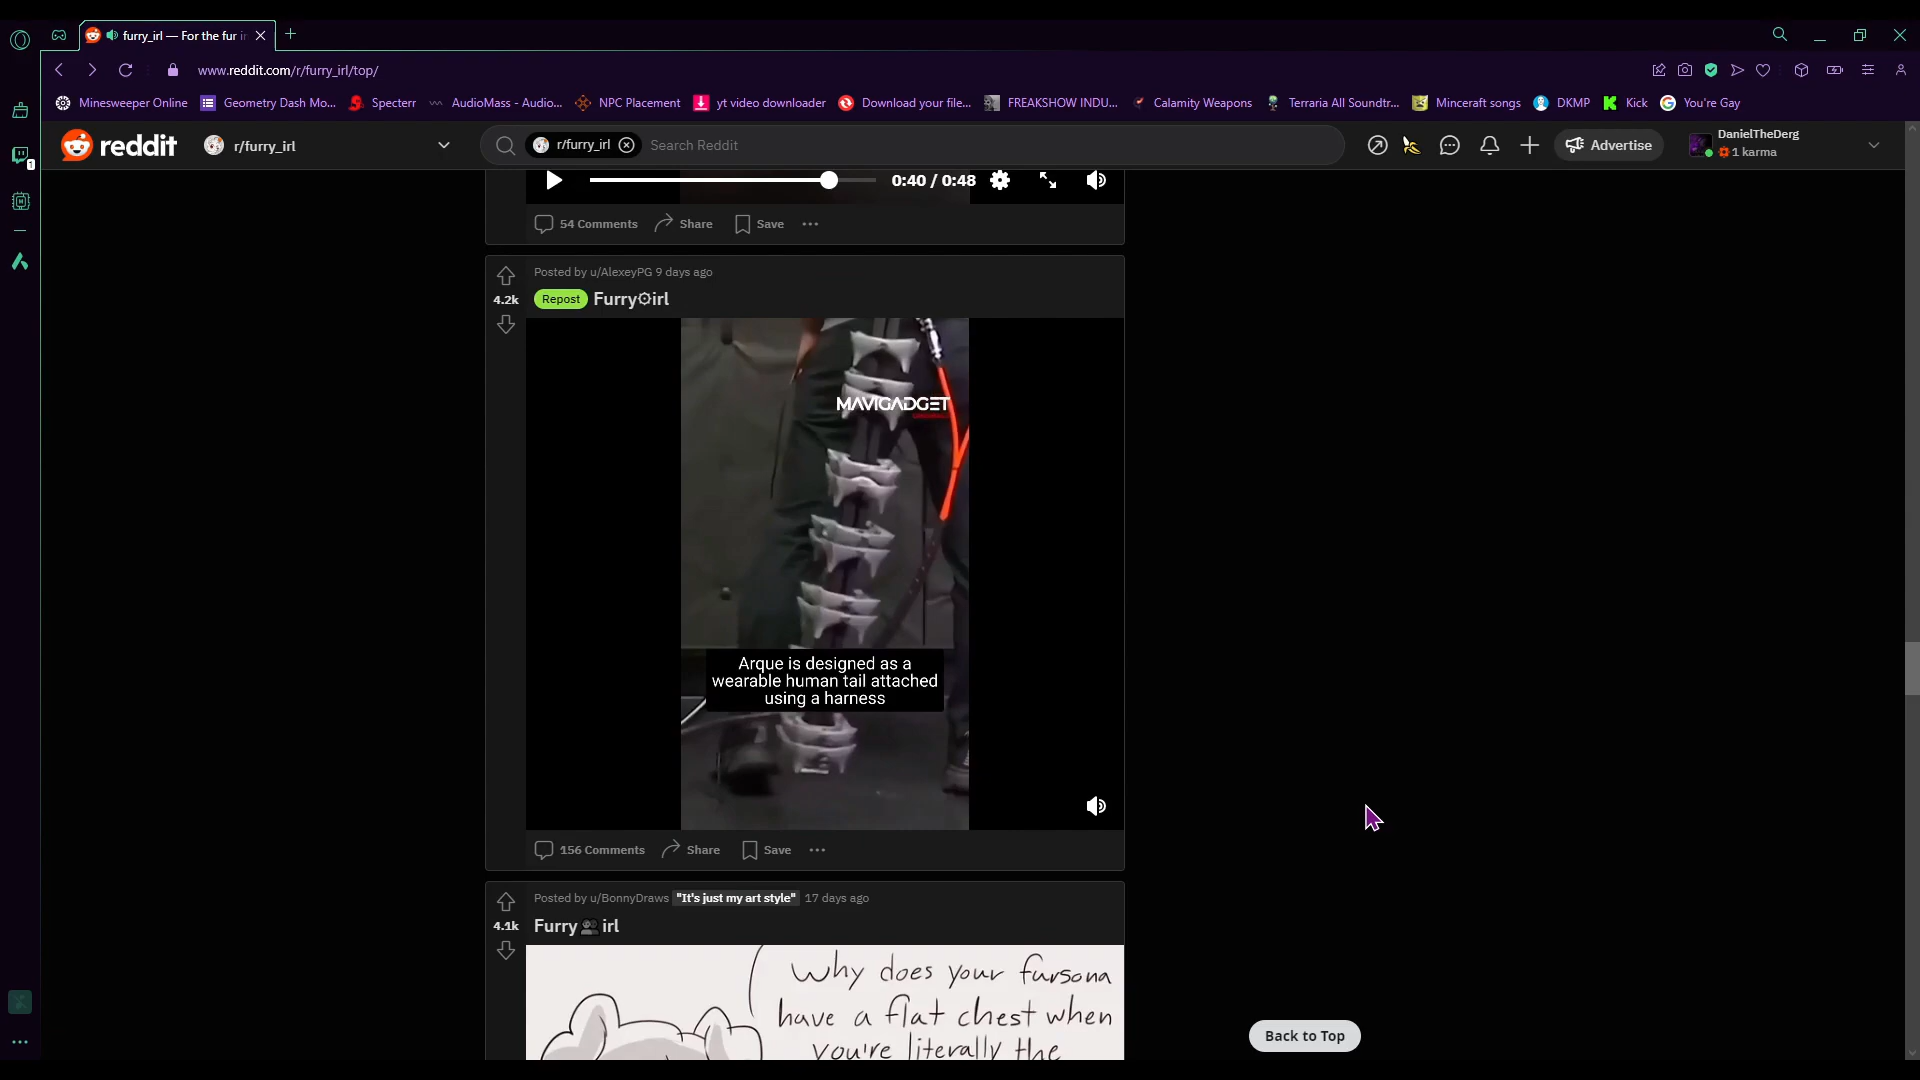 furry_irl — For the fur in
www.reddit.com/r/furry_irl/top/
Minesweeper Online
Geometry Dash Mo...
Specterr
AudioMass - Audio...
NPC Placement
yt video downloader
Download your file...
FREAKSHOW INDU...
Calamity Weapons
Terraria All Soundtr...
Minceraft songs
DKMP
Kick
You're Gay
1
reddit
r/furry_irl
r/furry_irl
Search Reddit
Advertise
DanielTheDerg
1 karma
0:40 / 0:48
54 Comments
Share
Save
Posted by u/AlexeyPG 9 days ago
4.2k
Repost Furry⚙irl
MAVIGADGET
Arque is designed as a
wearable human tail attached
using a harness
156 Comments
Share
Save
Posted by u/BonnyDraws "It's just my art style" 17 days ago
4.1k
Furry👥irl
Why does your fursona
have a flat chest when
you're literally the
Back to Top